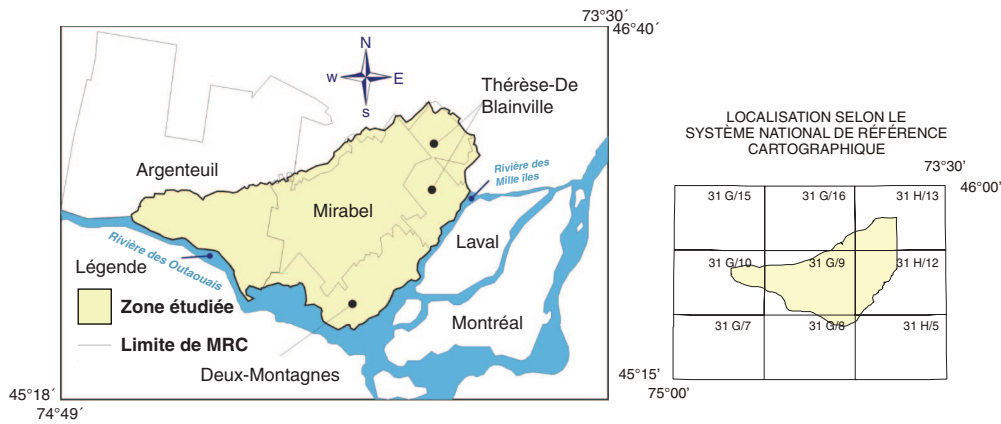 73°30´
46°40´
N
w
E
s
Thérèse-De
Blainville
Argenteuil
Rivière des
Mille îles
Mirabel
Laval
Rivière des Outaouais
Légende
Zone étudiée
Limite de MRC
Montréal
Deux-Montagnes
45°18´
74°49´
LOCALISATION SELON LE
SYSTÈME NATIONAL DE RÉFÉRENCE
CARTOGRAPHIQUE
73°30'
46°00'
31 G/15
31 G/16
31 H/13
31 G/10
31 G/9
31 H/12
31 G/7
31 G/8
31 H/5
45°15'
75°00'